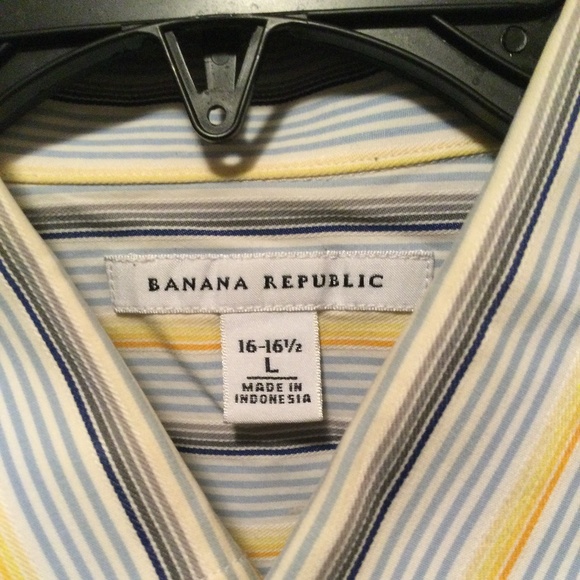 BANANA REPUBLIC
16-16½
L
MADE IN
INDONESIA